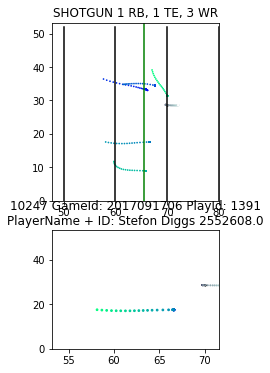 SHOTGUN 1 RB, 1 TE, 3 WR
50
40
30
20
10
0
50 60 70 80
10247 GameId: 2017091706 PlayId: 1391
PlayerName + ID: Stefon Diggs 2552608.0
40
20
0
55 60 65 70